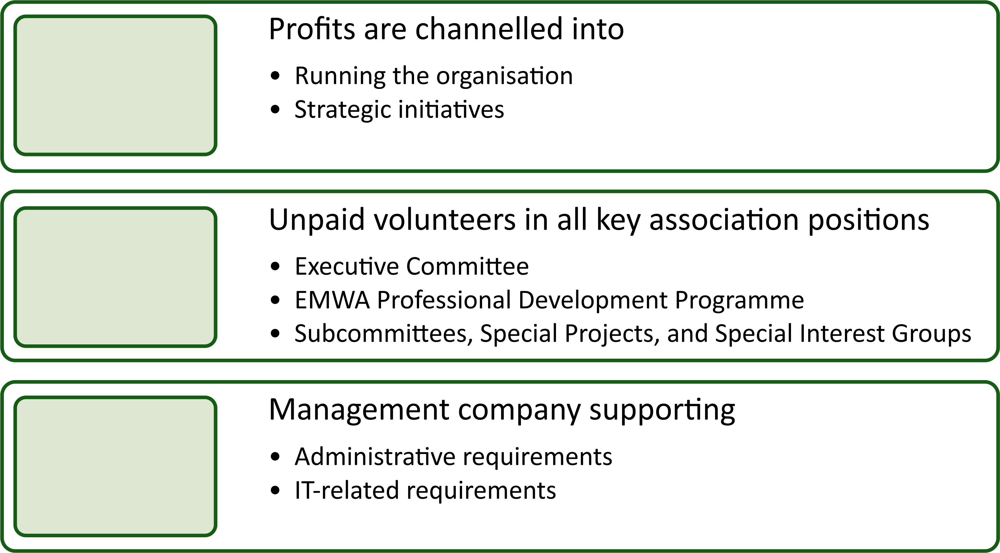 Profits are channelled into
• Running the organisation
• Strategic initiatives
Unpaid volunteers in all key association positions
• Executive Committee
• EMWA Professional Development Programme
• Subcommittees, Special Projects, and Special Interest Groups
Management company supporting
• Administrative requirements
• IT-related requirements